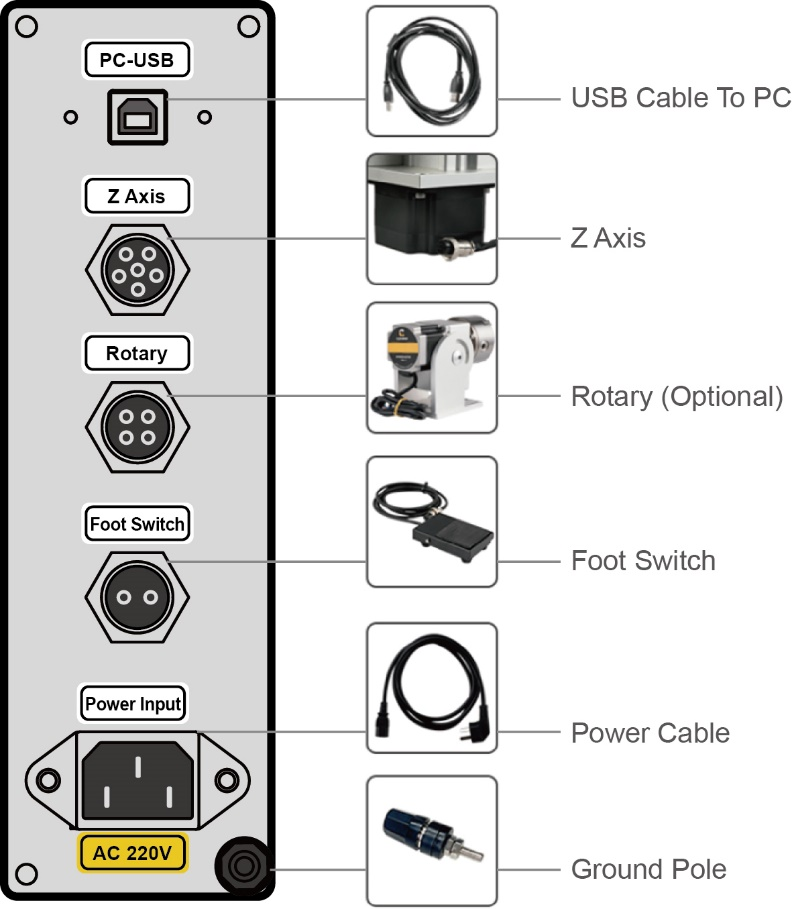 PC-USB
USB Cable To PC
Z Axis
Z Axis
Rotary
Rotary (Optional)
Foot Switch
Foot Switch
Power Input
Power Cable
AC 220V
Ground Pole